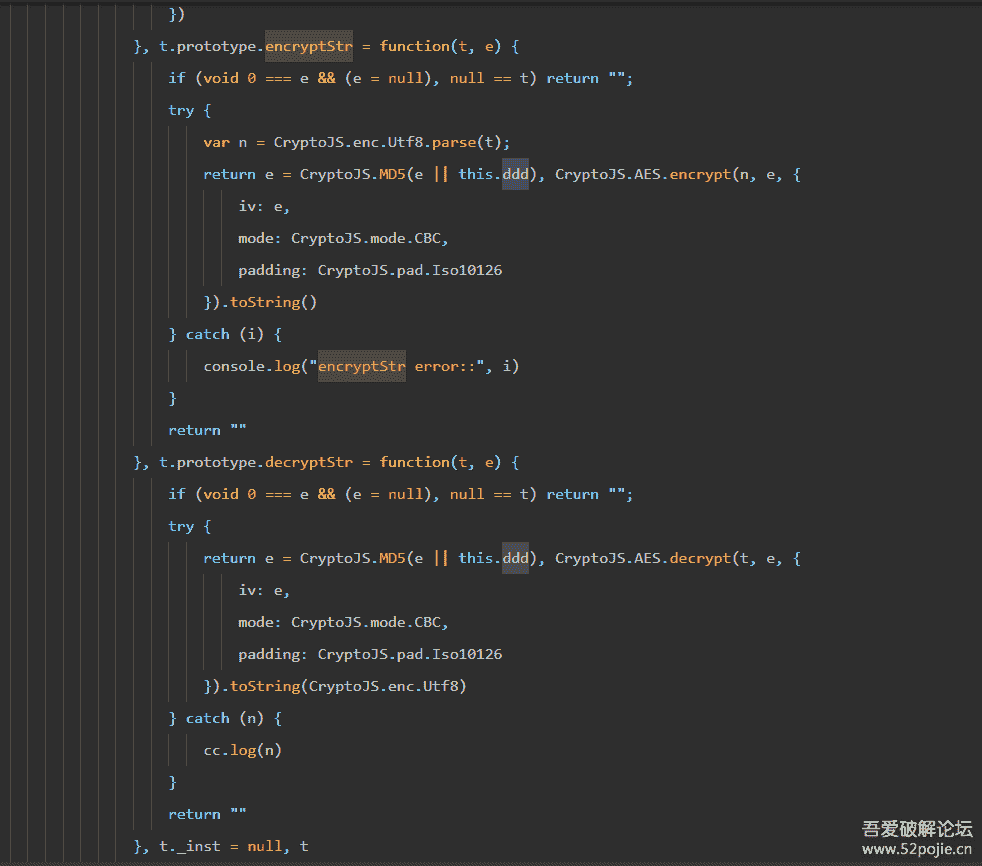 })
}, t.prototype.encryptStr = function(t, e) {
if (void 0 === e && (e = null), null == t) return "";
try {
var n = CryptoJS.enc.Utf8.parse(t);
return e = CryptoJS.MD5(e || this.ddd), CryptoJS.AES.encrypt(n, e, {
iv: e,
mode: CryptoJS.mode.CBC,
padding: CryptoJS.pad.Iso10126
}).toString()
} catch (i) {
console.log("encryptStr error::", i)
}
return ""
}, t.prototype.decryptStr = function(t, e) {
if (void 0 === e && (e = null), null == t) return "";
try {
return e = CryptoJS.MD5(e || this.ddd), CryptoJS.AES.decrypt(t, e, {
iv: e,
mode: CryptoJS.mode.CBC,
padding: CryptoJS.pad.Iso10126
}).toString(CryptoJS.enc.Utf8)
} catch (n) {
cc.log(n)
}
return ""
}, t._inst = null, t
吾爱破解论坛
www.52pojie.cn